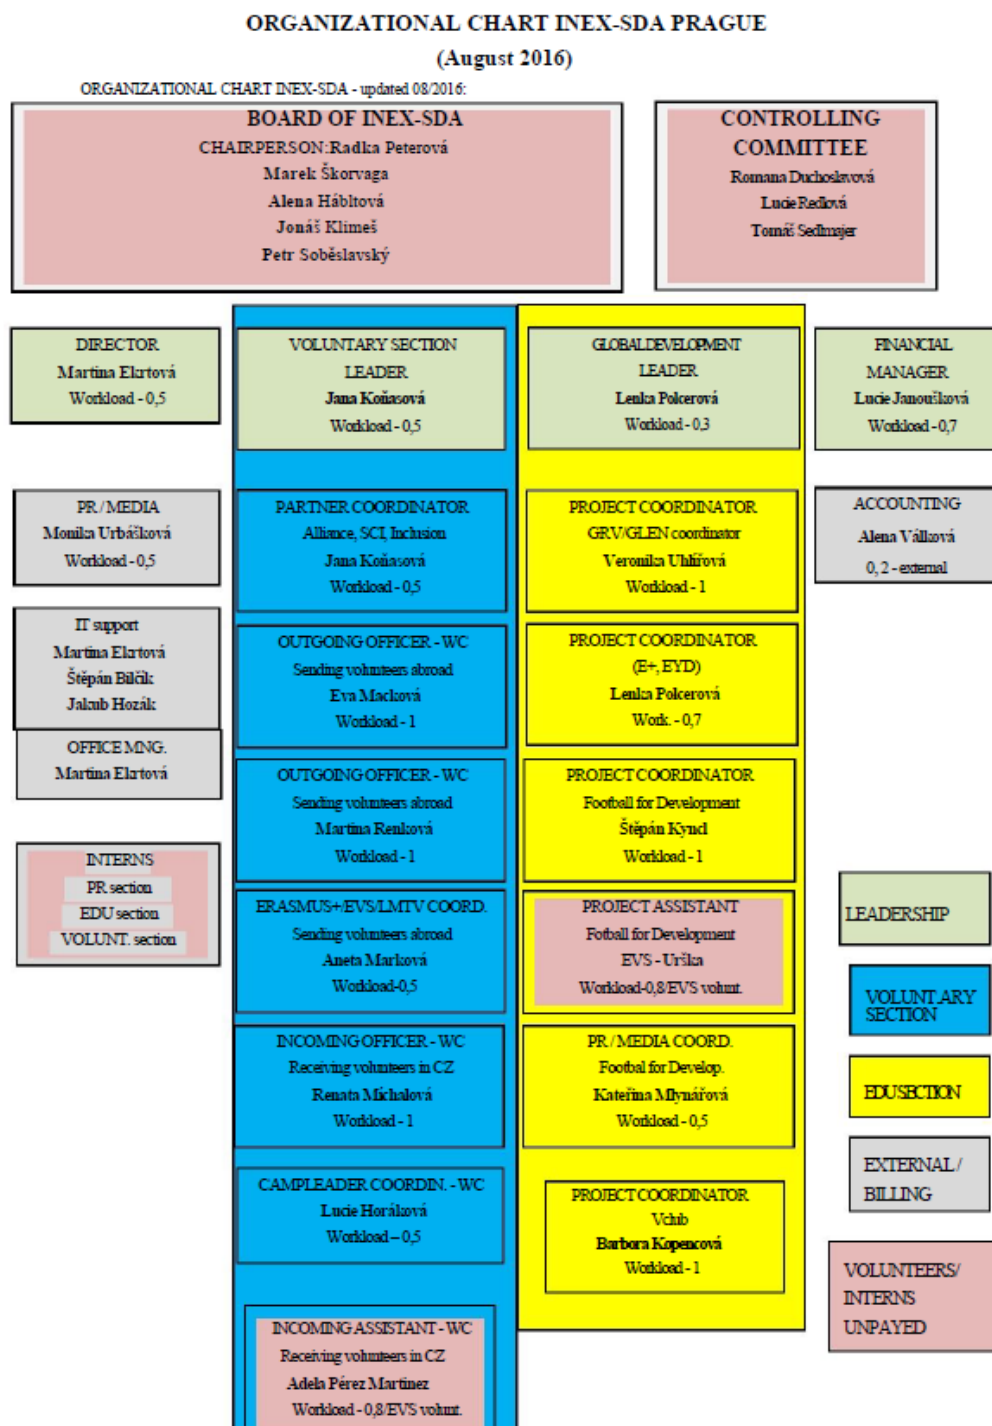 ORGANIZATIONAL CHART INEX-SDA PRAGUE
(August 2016)
ORGANIZATIONAL CHART INEX-SDA - updated 08/2016:
BOARD OF INEX-SDA
CHAIRPERSON:Radka Peterová
Marek Škorvaga
Alena Hábltová
Jonáš Klimeš
Petr Soběslavský
CONTROLLING
COMMITTEE
Romana Duchoslavová
Lucie Redlová
Tomáš Sedlmajer
DIRECTOR
Martina Ekrtová
Workload - 0,5
VOLUNTARY SECTION
LEADER
Jana Koňasová
Workload - 0,5
GLOBAL DEVELOPMENT
LEADER
Lenka Polcerová
Workload - 0,3
FINANCIAL
MANAGER
Lucie Janoušková
Workload - 0,7
PR / MEDIA
Monika Urbášková
Workload - 0,5
IT support
Martina Ekrtová
Štěpán Bilčik
Jakub Hozák
OFFICE MNG.
Martina Ekrtová
INTERNS
PR section
EDU section
VOLUNT. section
PARTNER COORDINATOR
Alliance, SCI, Inclusion
Jana Koňasová
Workload - 0,5
OUTGOING OFFICER - WC
Sending volunteers abroad
Eva Macková
Workload - 1
OUTGOING OFFICER - WC
Sending volunteers abroad
Martina Renková
Workload - 1
ERASMUS+/EVS/LMTV COORD.
Sending volunteers abroad
Aneta Marková
Workload-0,5
INCOMING OFFICER - WC
Receiving volunteers in CZ
Renata Michalová
Workload - 1
CAMPLEADER COORDIN. - WC
Lucie Horáková
Workload – 0,5
INCOMING ASSISTANT - WC
Receiving volunteers in CZ
Adela Pérez Martinez
Workload - 0,8/EVS volunt.
PROJECT COORDINATOR
GRV/GLEN coordinator
Veronika Uhlířová
Workload - 1
PROJECT COORDINATOR
(E+, EYD)
Lenka Polcerová
Work. - 0,7
PROJECT COORDINATOR
Football for Development
Štěpán Kyncl
Workload - 1
PROJECT ASSISTANT
Fotball for Development
EVS - Urška
Workload-0,8/EVS volunt.
PR / MEDIA COORD.
Footbal for Develop.
Kateřina Mlynářová
Workload - 0,5
PROJECT COORDINATOR
Vclub
Barbora Kopencová
Workload - 1
ACCOUNTING
Alena Válková
0, 2 - external
LEADERSHIP
VOLUNT.ARY
SECTION
EDU SECTION
EXTERNAL /
BILLING
VOLUNTEERS/
INTERNS
UNPAYED